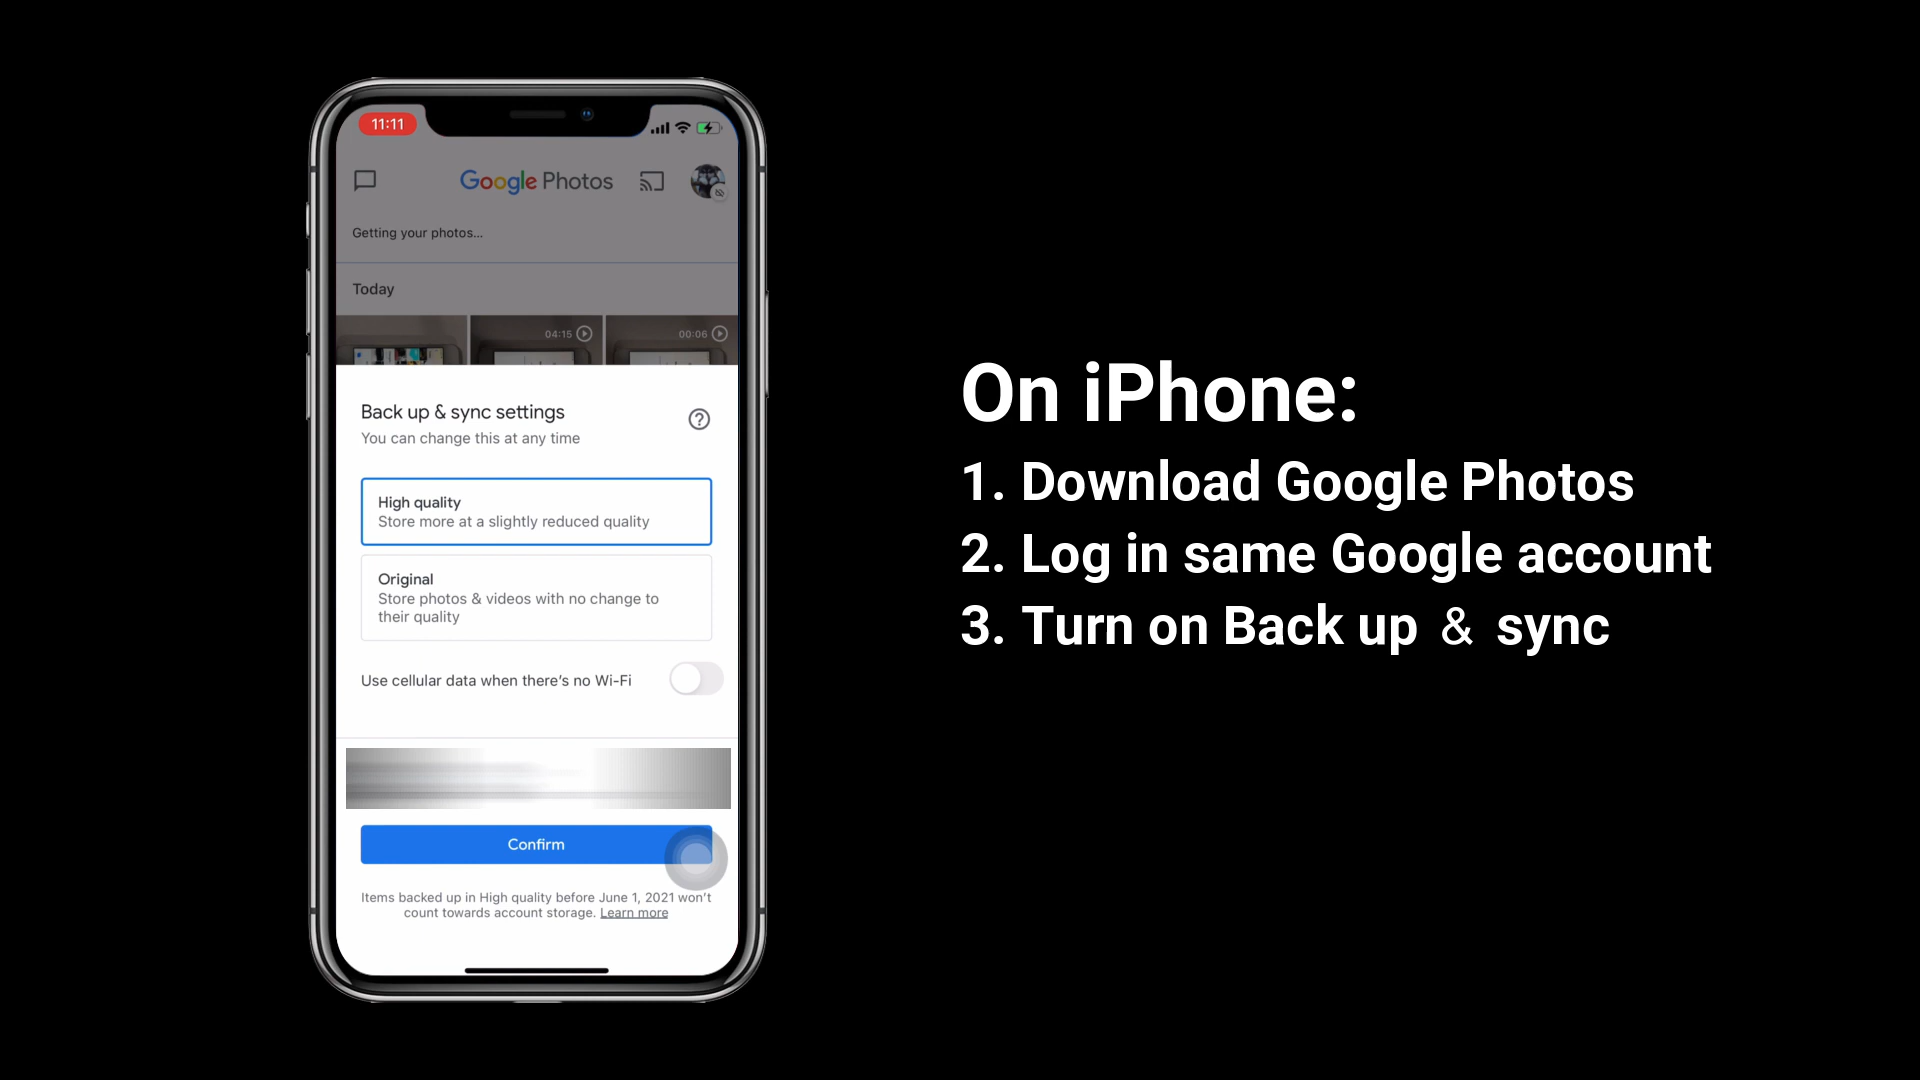 11:11
Google Photos
Getting your photos...
Today
04:15
00:06
Back up & sync settings
You can change this at any time
High quality
Store more at a slightly reduced quality
Original
Store photos & videos with no change to
their quality
Use cellular data when there's no Wi-Fi
Confirm
Items backed up in High quality before June 1, 2021 won't
count towards account storage. Learn more
On iPhone:
1. Download Google Photos
2. Log in same Google account
3. Turn on Back up & sync